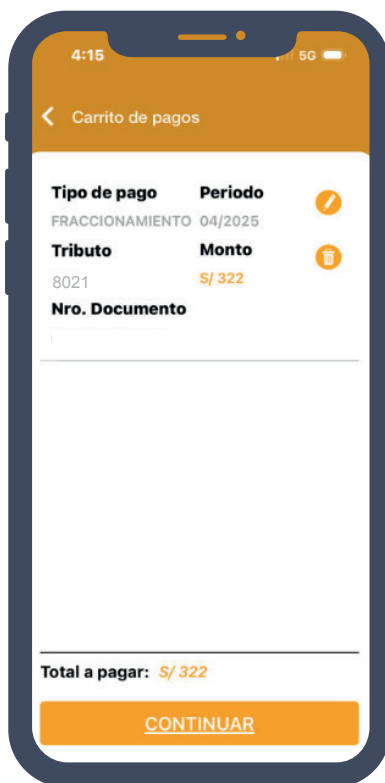 4:15 5G
Carrito de pagos
Tipo de pago Periodo
FRACCIONAMIENTO 04/2025
Tributo Monto
8021 S/ 322
Nro. Documento
Total a pagar: S/ 322
CONTINUAR